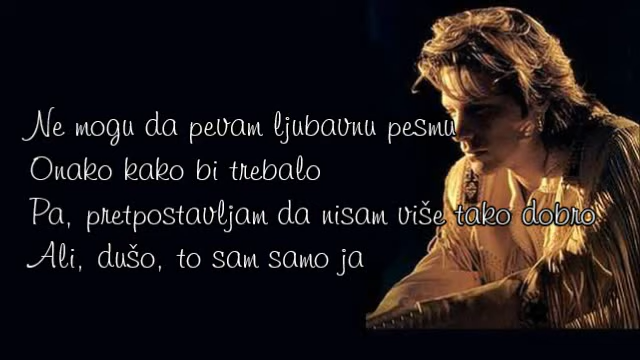 Ne mogu da pevam ljubavnu pesmu
Onako kako bi trebalo
Pa, pretpostavljam da nisam više tako dobro
Ali, dušo, to sam samo ja